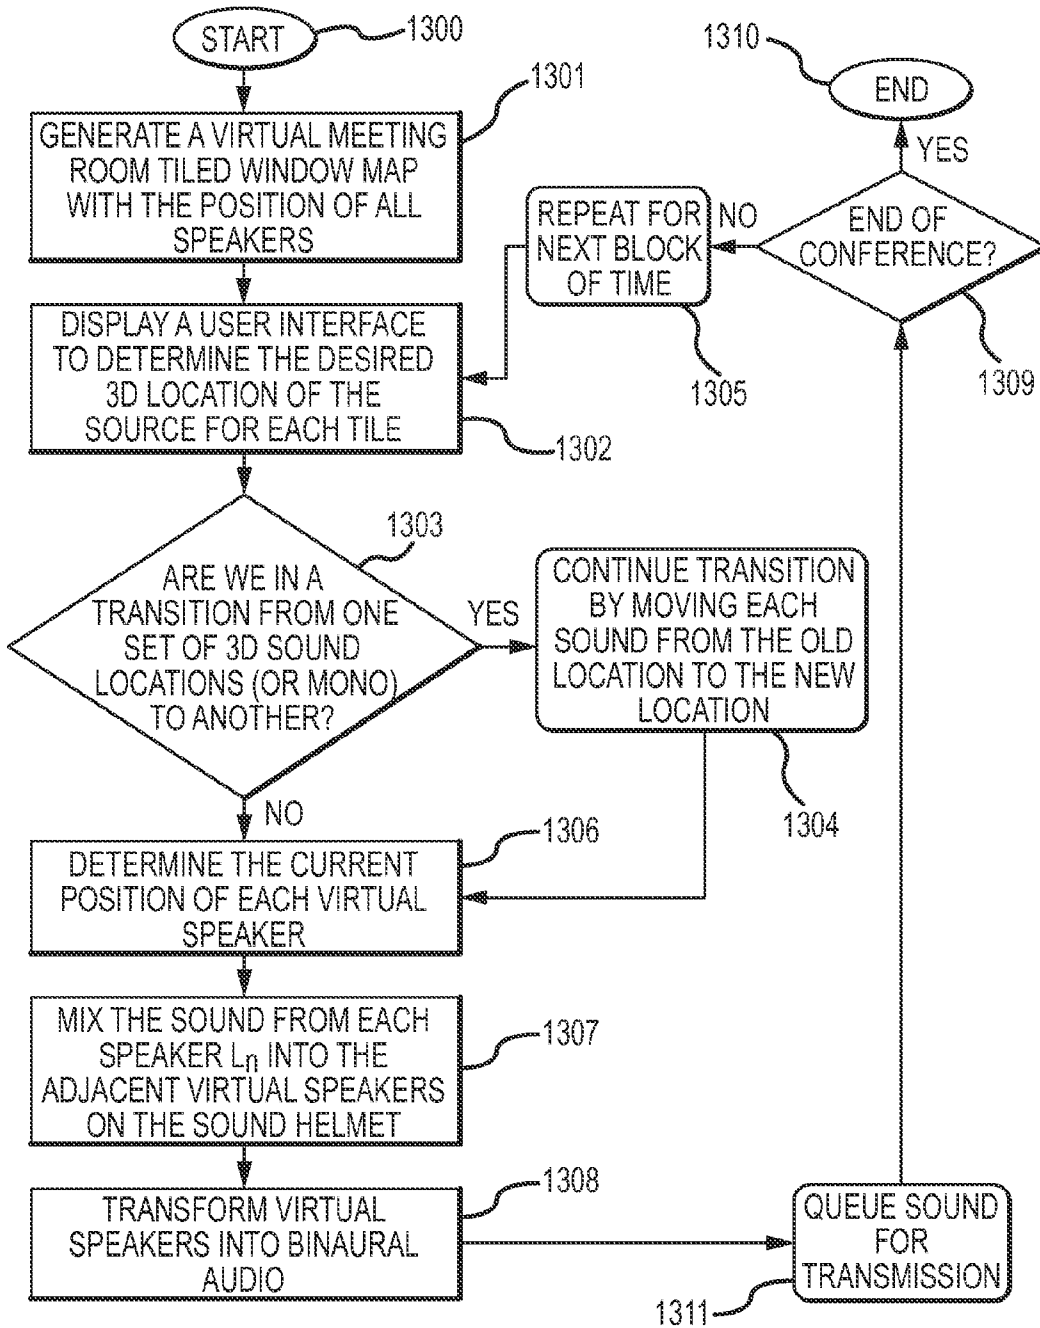 START
1300
1301
GENERATE A VIRTUAL MEETING
ROOM TILED WINDOW MAP
WITH THE POSITION OF ALL
SPEAKERS
DISPLAY A USER INTERFACE
TO DETERMINE THE DESIRED
3D LOCATION OF THE
SOURCE FOR EACH TILE
1302
1303
ARE WE IN A
TRANSITION FROM ONE
SET OF 3D SOUND
LOCATIONS (OR MONO)
TO ANOTHER?
YES
NO
CONTINUE TRANSITION
BY MOVING EACH
SOUND FROM THE OLD
LOCATION TO THE NEW
LOCATION
1304
1306
DETERMINE THE CURRENT
POSITION OF EACH VIRTUAL
SPEAKER
MIX THE SOUND FROM EACH
SPEAKER Ln INTO THE
ADJACENT VIRTUAL SPEAKERS
ON THE SOUND HELMET
1307
1308
TRANSFORM VIRTUAL
SPEAKERS INTO BINAURAL
AUDIO
QUEUE SOUND
FOR
TRANSMISSION
1311
END OF
CONFERENCE?
1309
NO
REPEAT FOR
NEXT BLOCK
OF TIME
1305
YES
END
1310